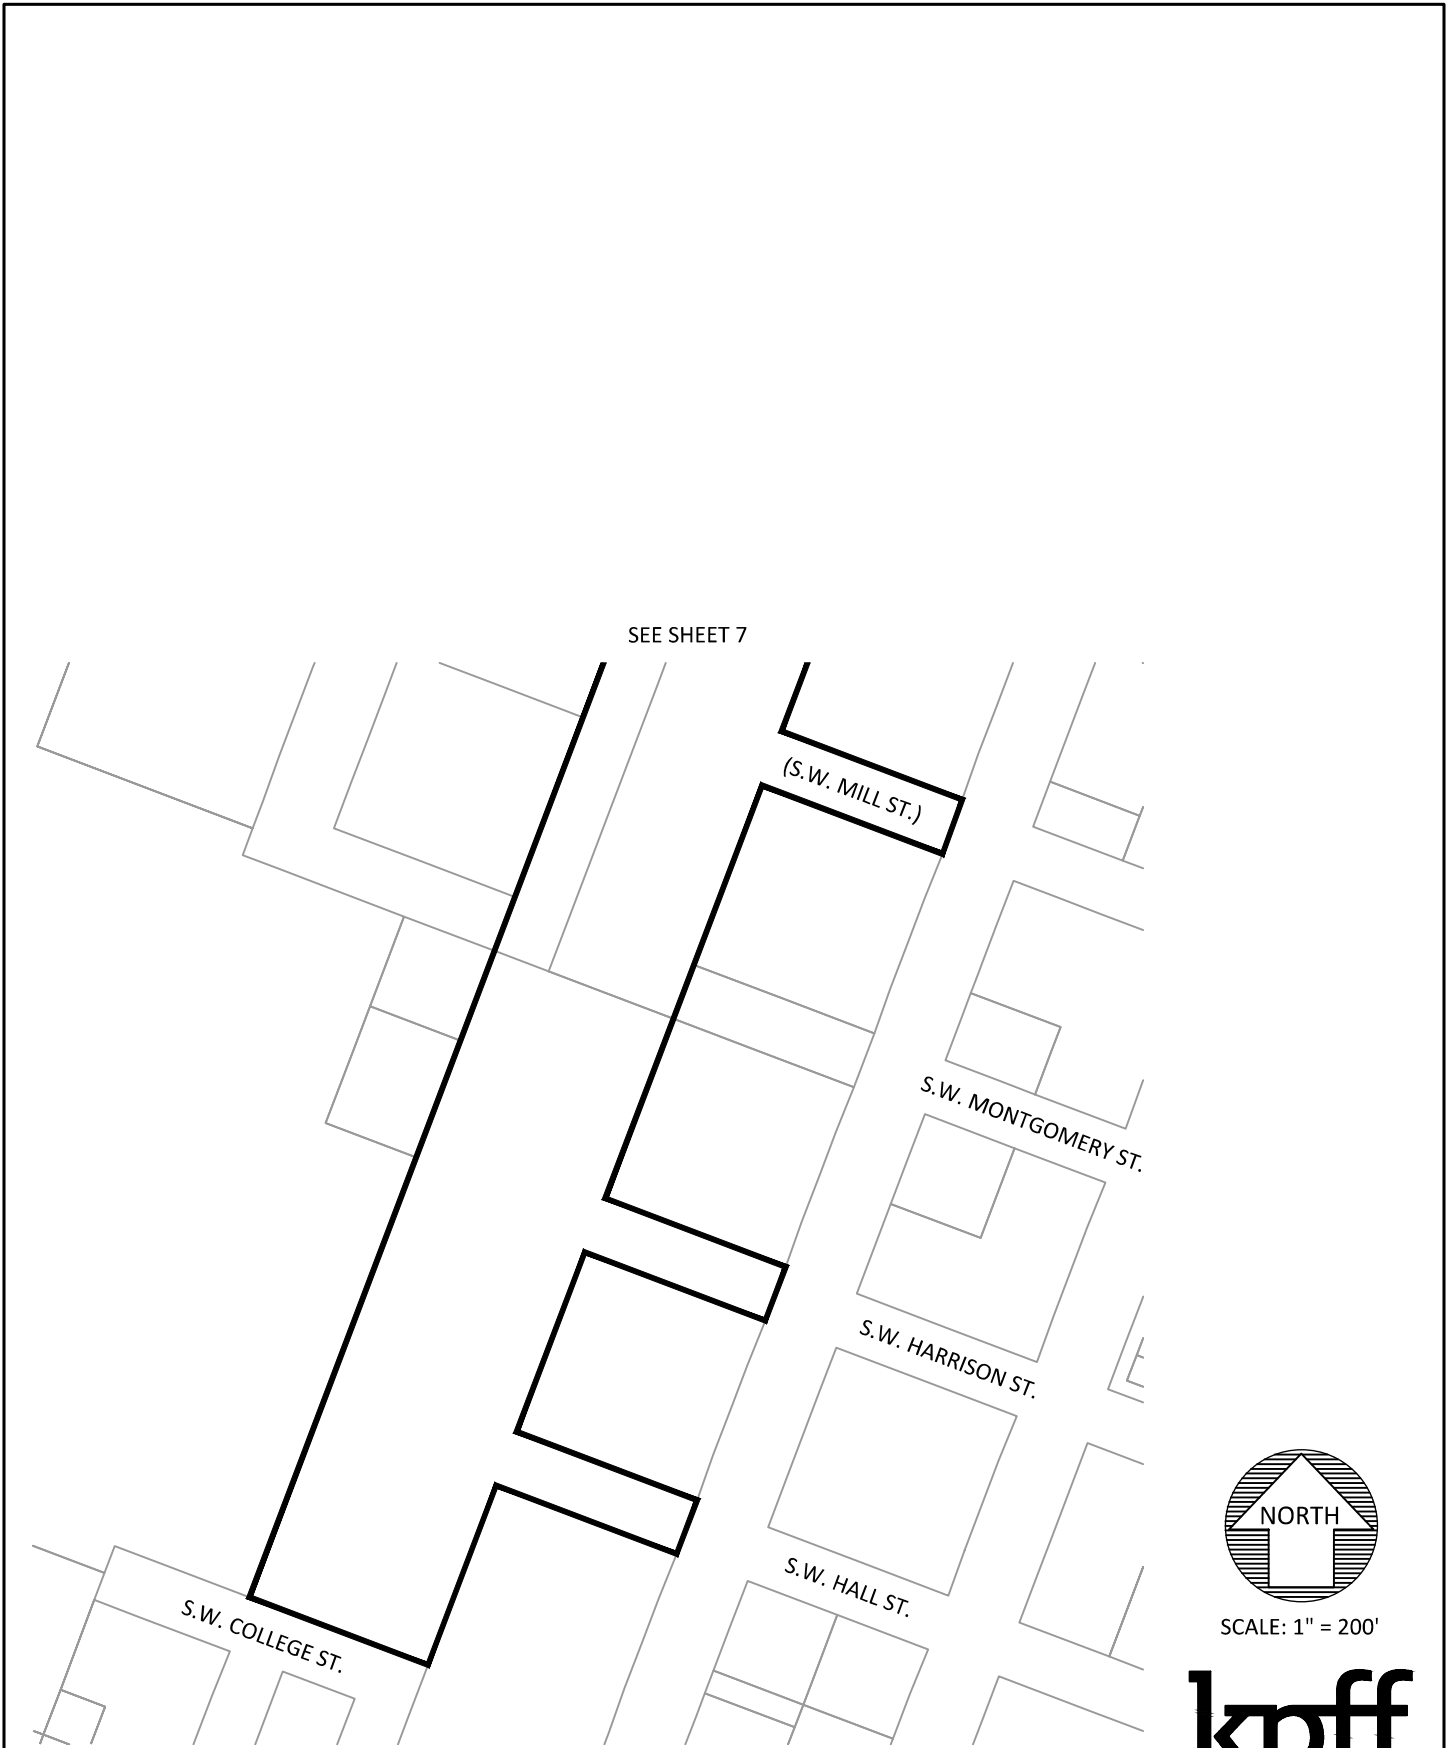 SEE SHEET 7
(S.W. MILL ST.)
S.W. MONTGOMERY ST.
S.W. HARRISON ST.
NORTH
S.W. HALL ST.
S.W. COLLEGE ST.
SCALE: 1" = 200'
kpff